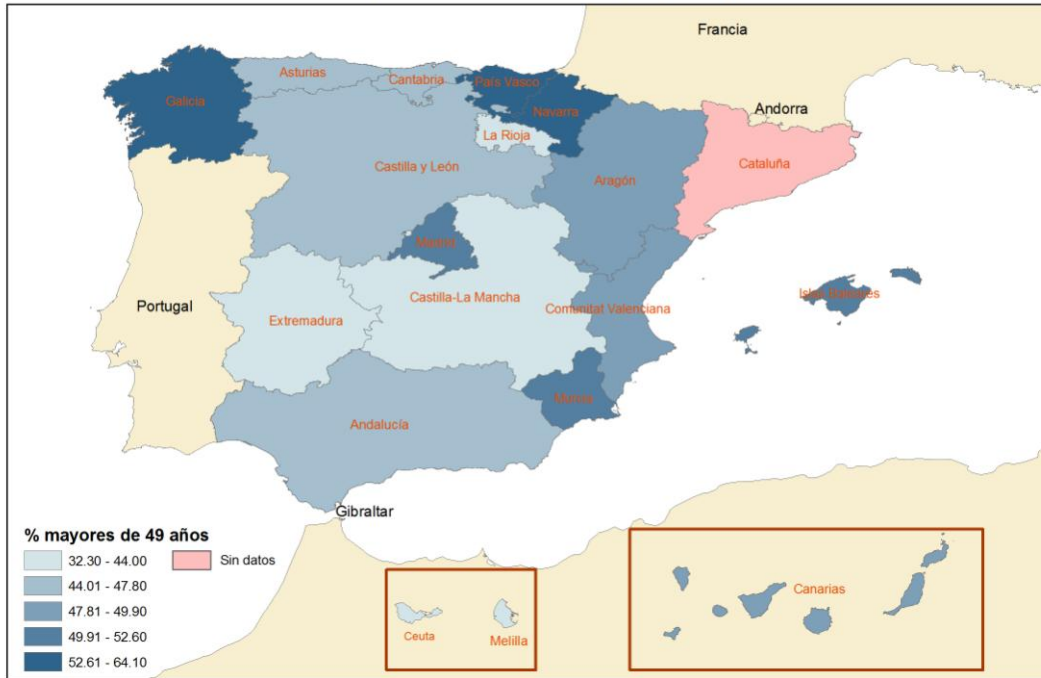 Francia
Asturias
Cantabria
País Vasco
Galicia
Navarra
Andorra
La Rioja
Cataluña
Castilla y León
Aragón
Madrid
Islas Baleares
Portugal
Castilla-La Mancha
Comunitat Valenciana
Extremadura
Murcia
Andalucía
Gibraltar
% mayores de 49 años
32.30 - 44.00
Sin datos
44.01 - 47.80
47.81 - 49.90
49.91 - 52.60
52.61 - 64.10
Canarias
Ceuta
Melilla